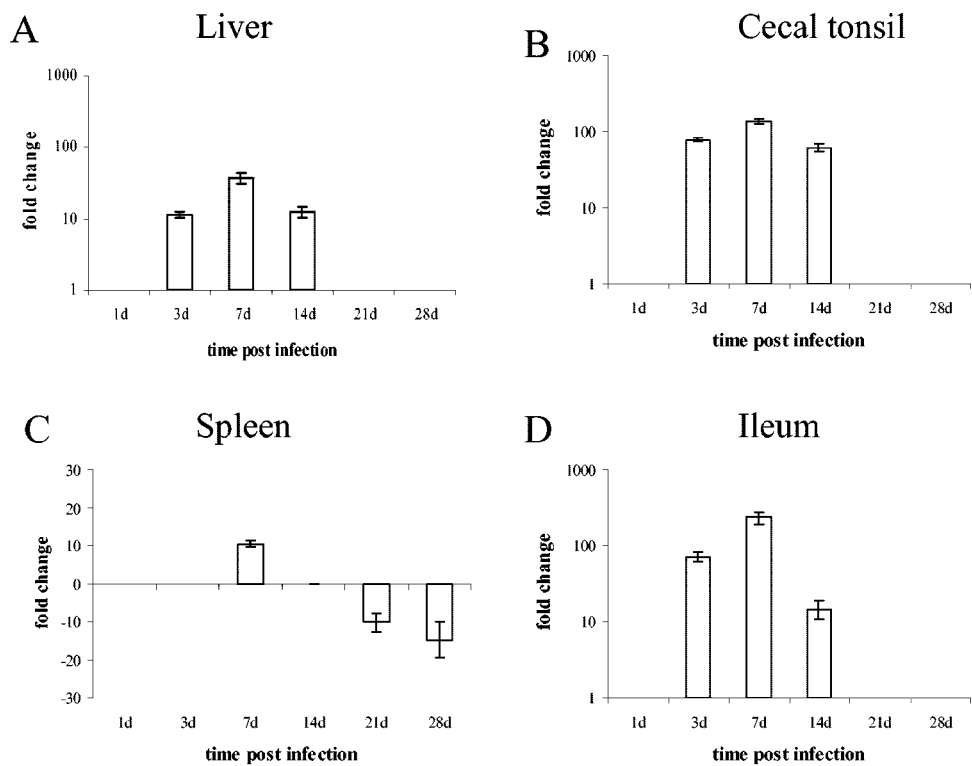 A
Liver
1000
100
10
1
fold change
1d 3d 7d 14d 21d 28d
time post infection
B
Cecal tonsil
1000
100
10
1
fold change
1d 3d 7d 14d 21d 28d
time post infection
C
Spleen
30
20
10
0
-10
-20
-30
fold change
1d 3d 7d 14d 21d 28d
time post infection
D
Ileum
1000
100
10
1
fold change
1d 3d 7d 14d 21d 28d
time post infection